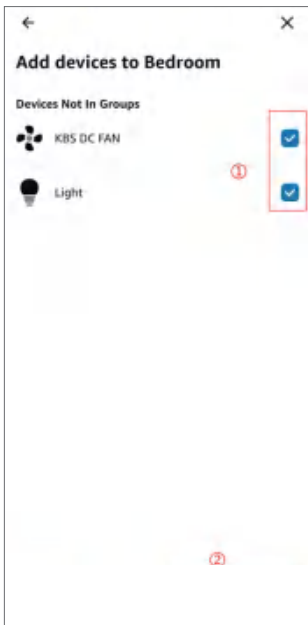 Add devices to Bedroom
Devices Not In Groups
KBS DC FAN
①
Light
②